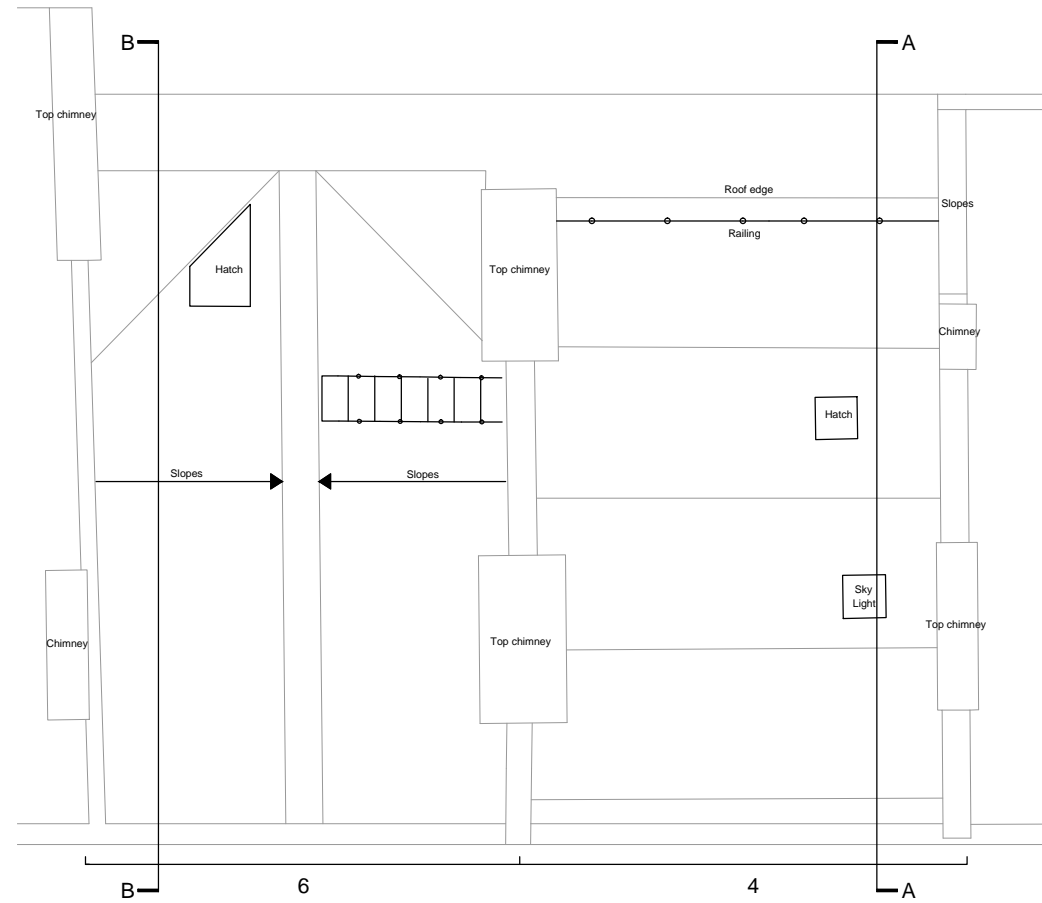 B
A
Top chimney
Roof edge
Slopes
Railing
Hatch
Top chimney
Chimney
Hatch
Slopes
Slopes
Sky
Light
Top chimney
Chimney
Top chimney
B
6
4
A